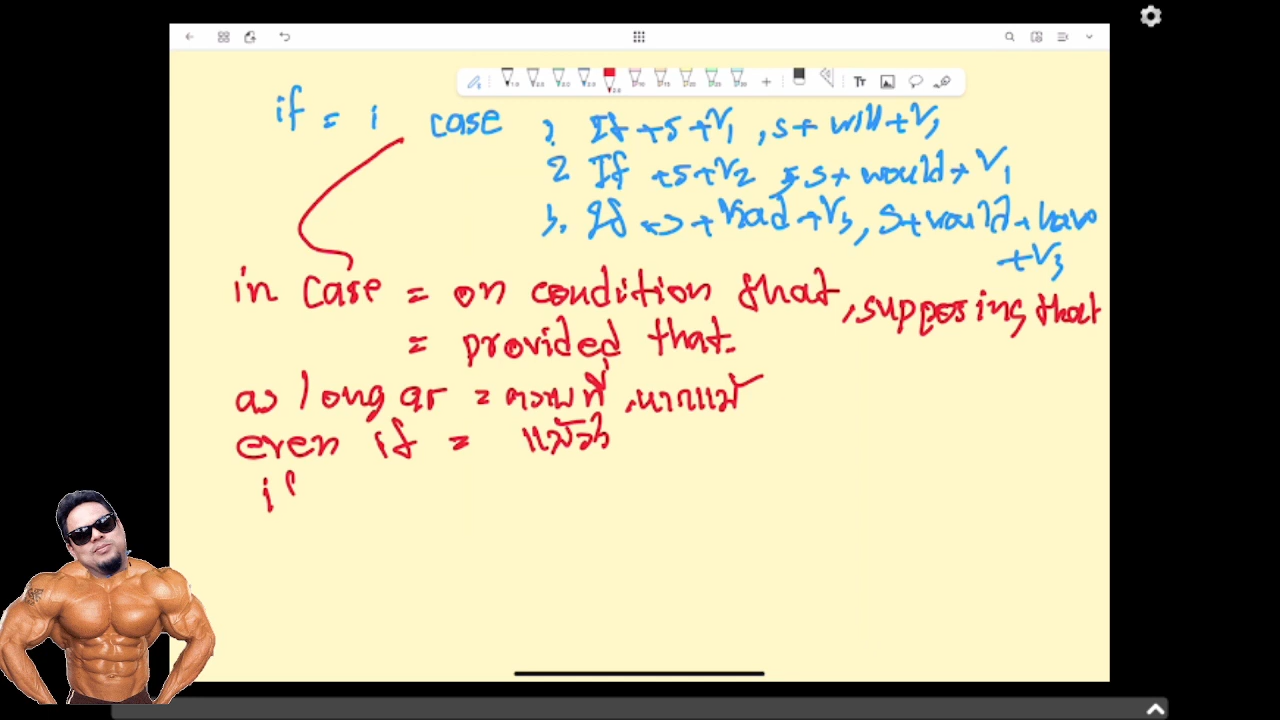 if = i case 1. If +S+V1, S+ will+V1
2 If +S+V2 , S+ would+ V1
3. If +S+had+V3, S+would+have
+V3
in case = on condition that, supposing that
= provided that.
as long as = ตราบที่, หากแม้
even if = แม้ว่า